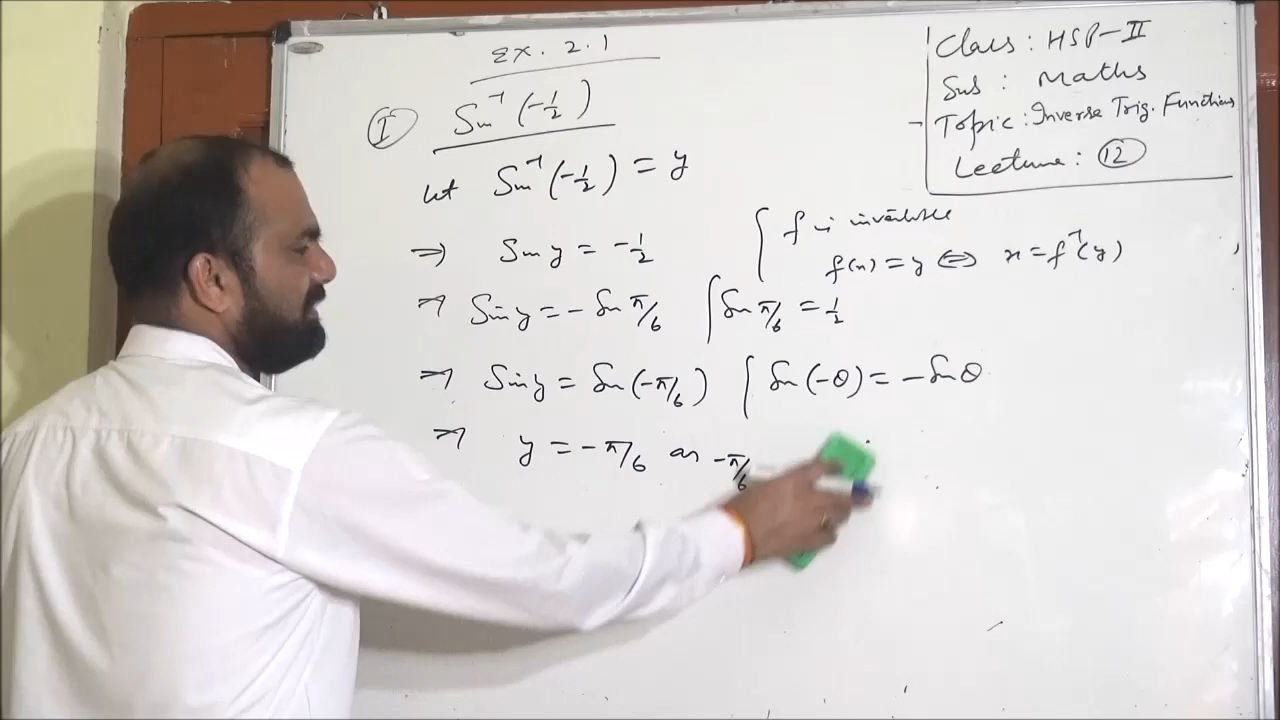 Ex. 2.1
Class: HSP-II
Sub: Maths
Topic: Inverse Trig. Functions
Lecture: 12
I Sin⁻¹(-1/2)
let Sin⁻¹(-1/2) = y
⇒ Sin y = -1/2 { f is invertible
f(x) = y ⇔ x = f⁻¹(y)
⇒ Sin y = - Sin π/6 { Sin π/6 = 1/2
⇒ Sin y = Sin(-π/6) { Sin(-θ) = -Sin θ
⇒ y = -π/6 as -π/6